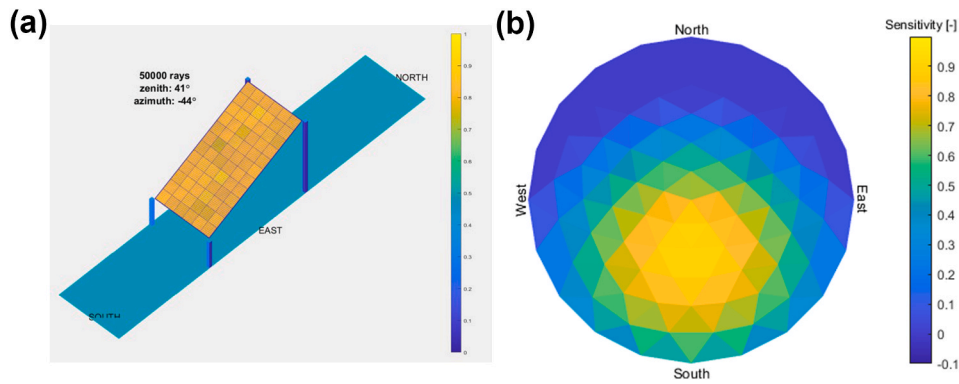 (a)
50000 rays
zenith: 41°
azimuth: -44°
NORTH
EAST
SOUTH
1
0.9
0.8
0.7
0.6
0.5
0.4
0.3
0.2
0.1
0
(b)
North
West
East
South
Sensitivity [-]
0.9
0.8
0.7
0.6
0.5
0.4
0.3
0.2
0.1
0
-0.1